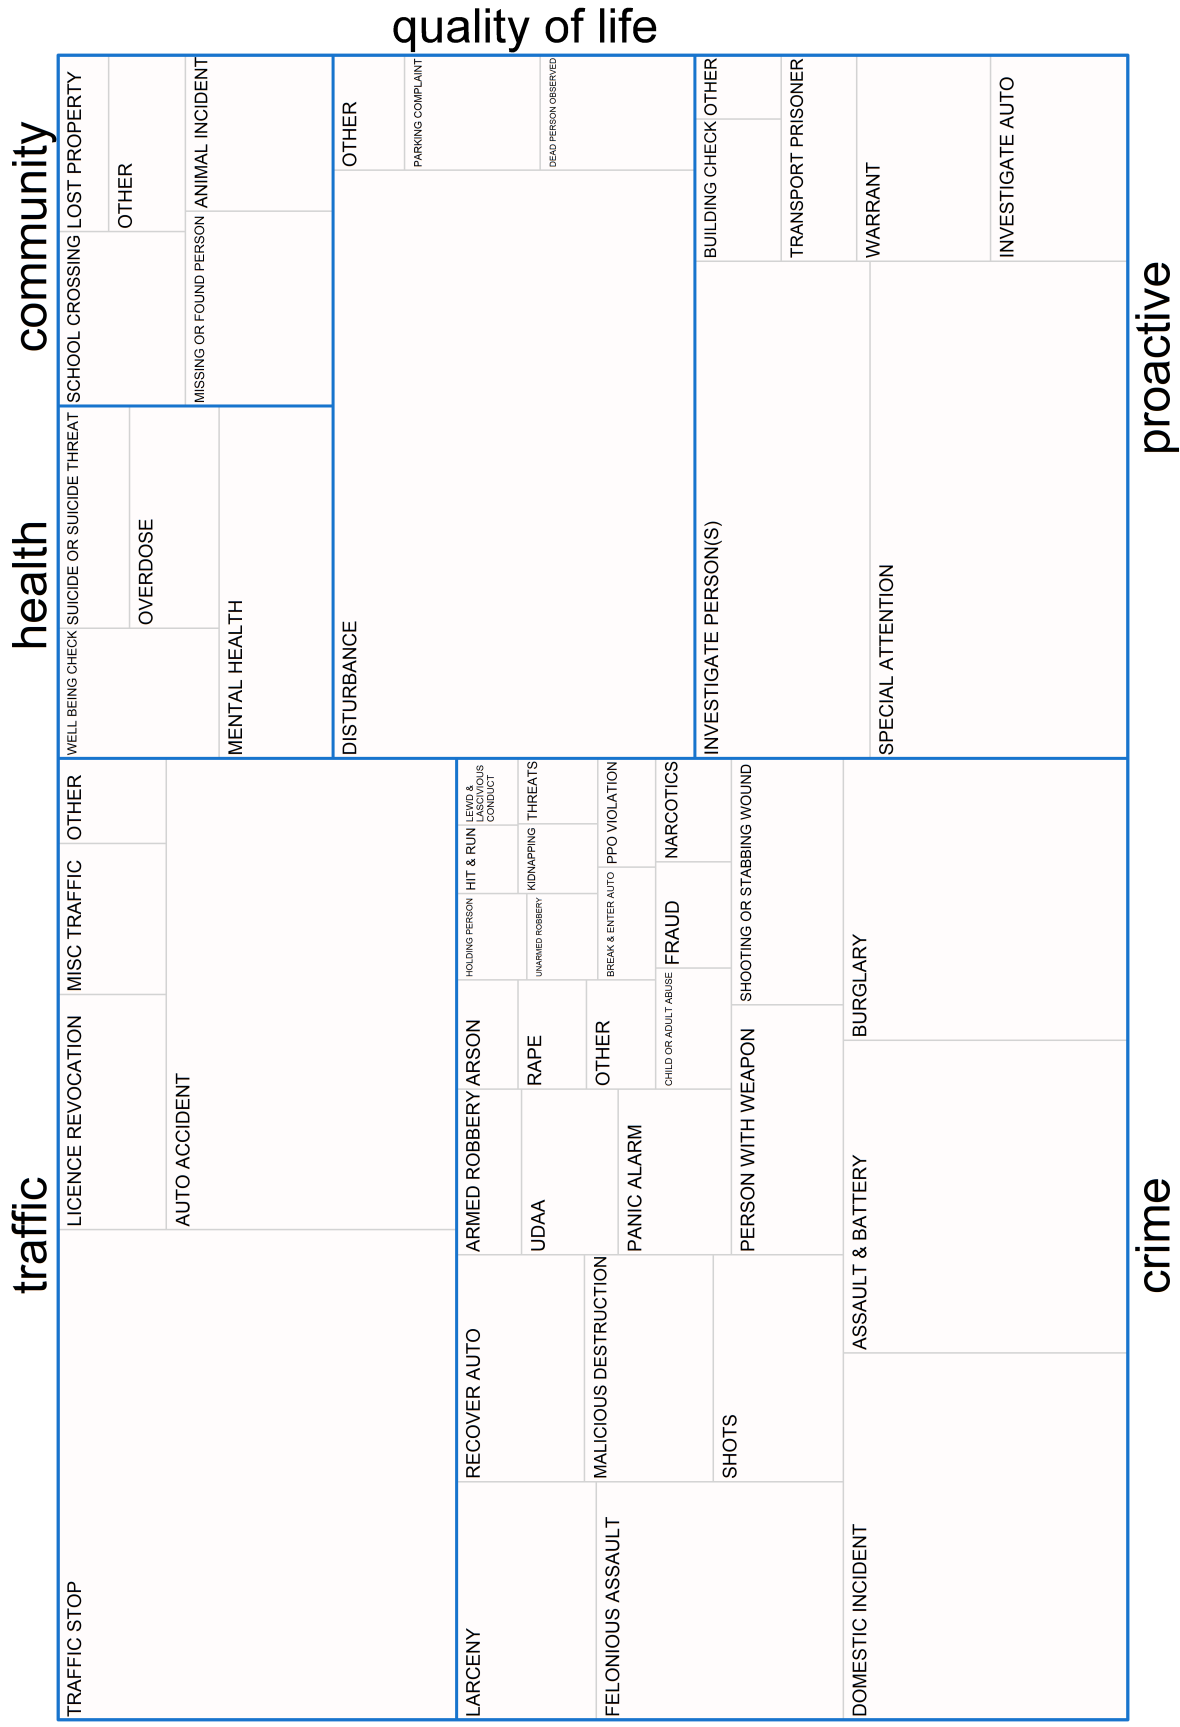 quality of life
community
health
traffic
proactive
crime
TRAFFIC STOP
LICENCE REVOCATION
MISC TRAFFIC
OTHER
AUTO ACCIDENT
WELL BEING CHECK
SUICIDE OR SUICIDE THREAT
OVERDOSE
MENTAL HEALTH
SCHOOL CROSSING
LOST PROPERTY
OTHER
MISSING OR FOUND PERSON
ANIMAL INCIDENT
DISTURBANCE
OTHER
PARKING COMPLAINT
DEAD PERSON OBSERVED
INVESTIGATE PERSON(S)
SPECIAL ATTENTION
BUILDING CHECK
OTHER
TRANSPORT PRISONER
WARRANT
INVESTIGATE AUTO
LARCENY
FELONIOUS ASSAULT
RECOVER AUTO
MALICIOUS DESTRUCTION
SHOTS
ARMED ROBBERY
UDAA
PANIC ALARM
ARSON
RAPE
OTHER
HOLDING PERSON
UNARMED ROBBERY
HIT & RUN
LEWD &
LASCIVIOUS
CONDUCT
KIDNAPPING
THREATS
BREAK & ENTER AUTO
PPO VIOLATION
CHILD OR ADULT ABUSE
FRAUD
NARCOTICS
PERSON WITH WEAPON
SHOOTING OR STABBING WOUND
DOMESTIC INCIDENT
ASSAULT & BATTERY
BURGLARY